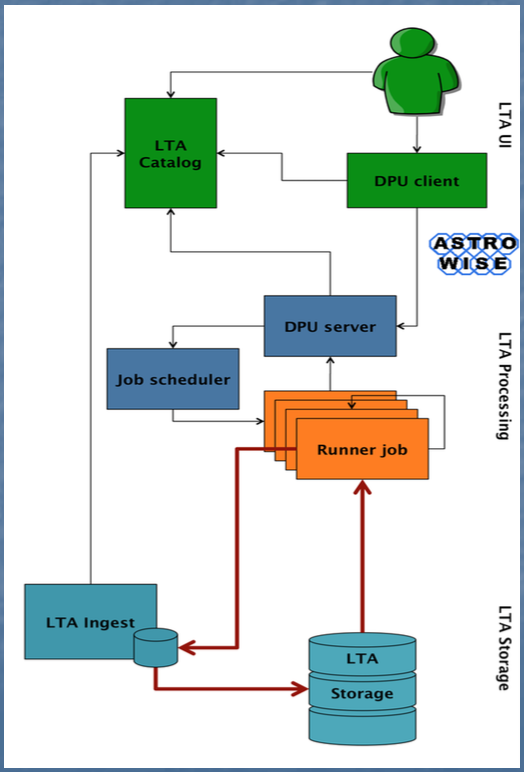 LTA UI
LTA
Catalog
DPU client
ASTRO
WISE
DPU server
LTA Processing
Job scheduler
Runner job
LTA Ingest
LTA Storage
LTA
Storage